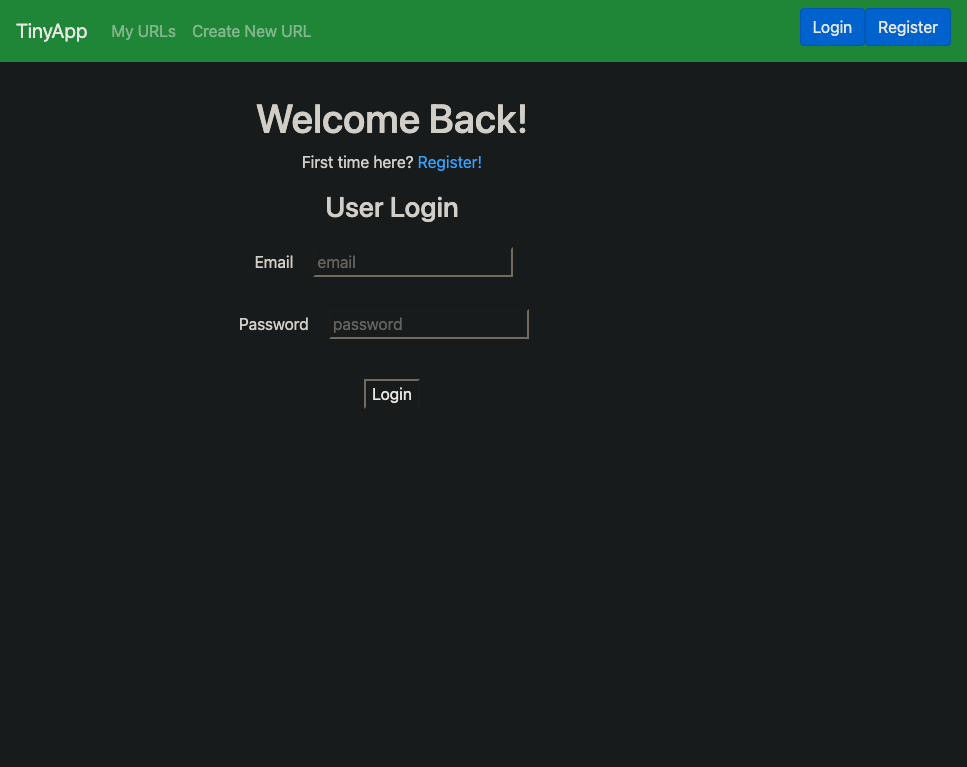 TinyApp My URLs Create New URL Login Register
Welcome Back!
First time here? Register!
User Login
Email email
Password password
Login